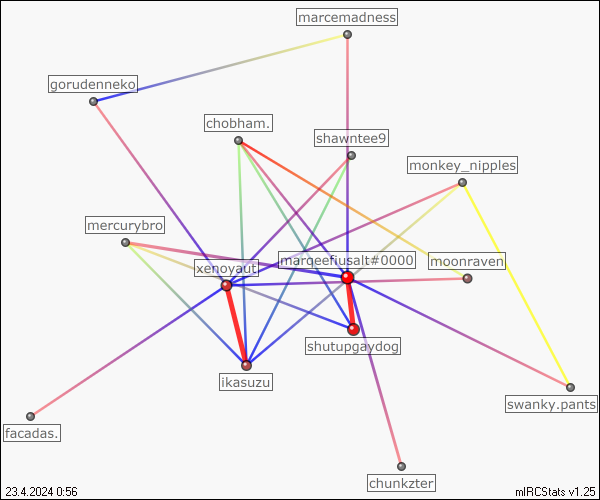 marcemadness
gorudenneko
chobham.
shawntee9
monkey_nipples
mercurybro
xenoyaut
marqeefiusalt#0000
moonraven
shutupgaydog
ikasuzu
swanky.pants
facadas.
chunkzter
23.4.2024 0:56
mIRCStats v1.25